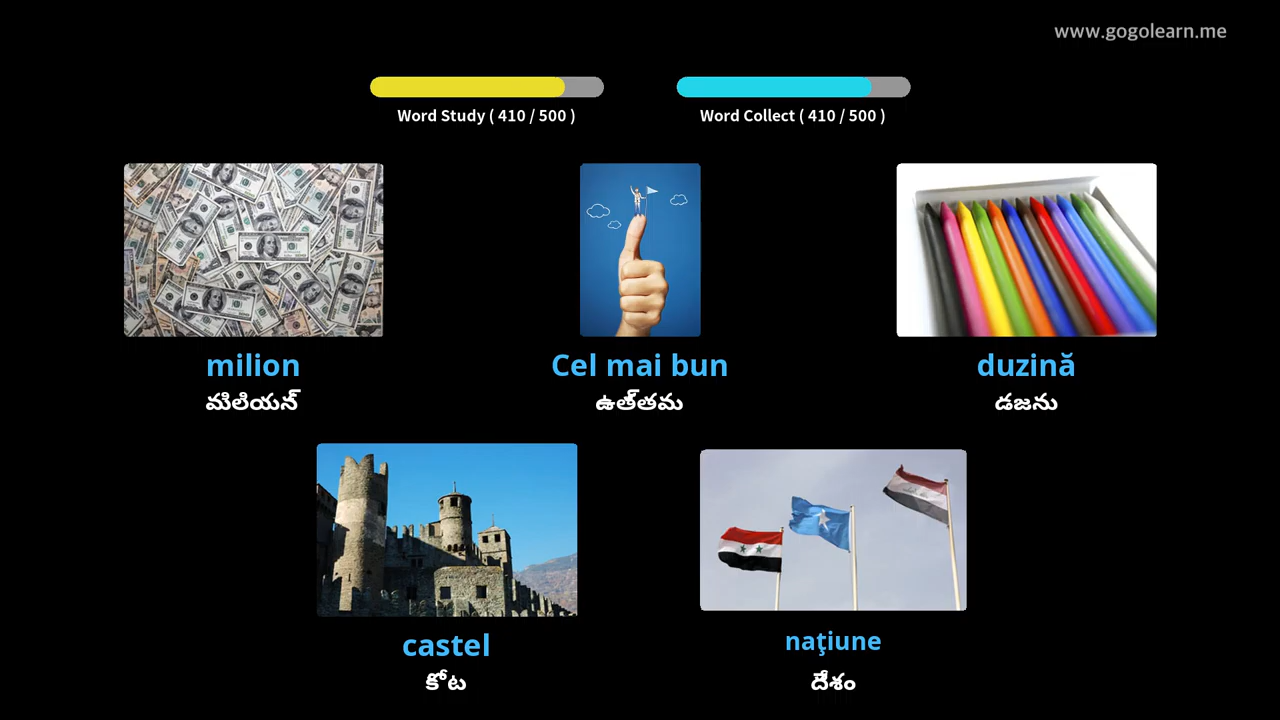 www.gogolearn.me
Word Study ( 410 / 500 )
Word Collect ( 410 / 500 )
milion
మిలియన్
Cel mai bun
ఉత్తమ
duzină
డజను
castel
కోట
naţiune
దేశం